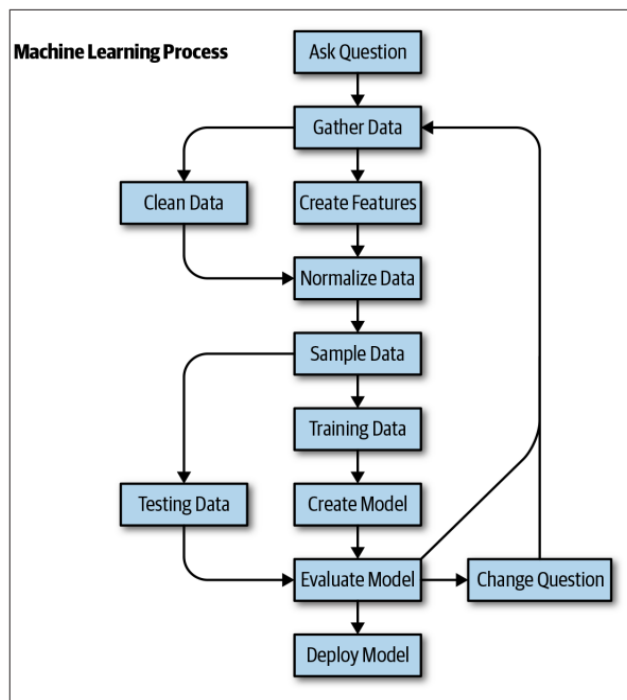 Machine Learning Process
Ask Question
Gather Data
Clean Data
Create Features
Normalize Data
Sample Data
Training Data
Testing Data
Create Model
Evaluate Model
Change Question
Deploy Model